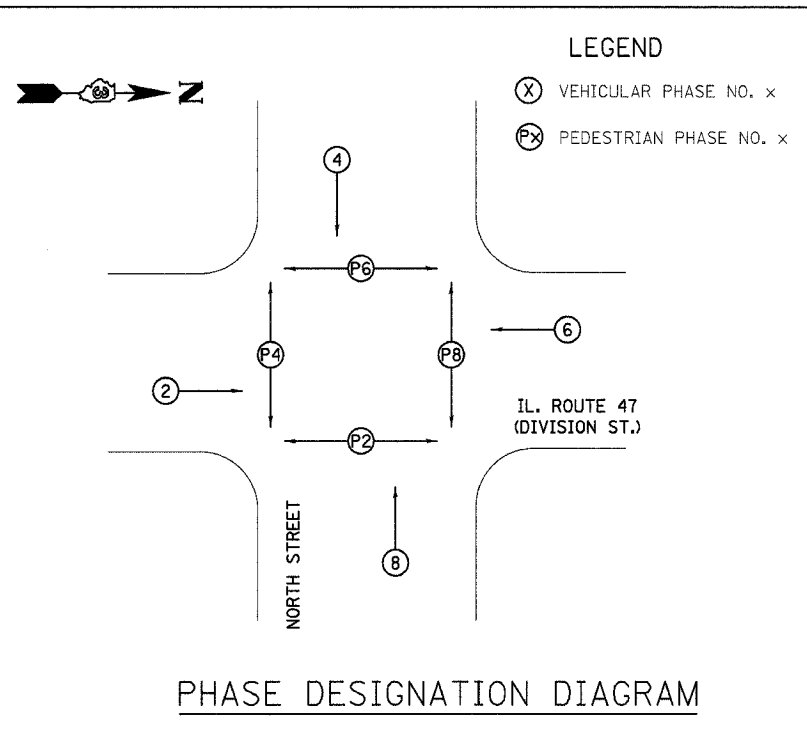 LEGEND
X VEHICULAR PHASE NO. x
Px PEDESTRIAN PHASE NO. x
N
4
P6
6
P4
P8
2
IL. ROUTE 47
(DIVISION ST.)
P2
NORTH STREET
8
PHASE DESIGNATION DIAGRAM